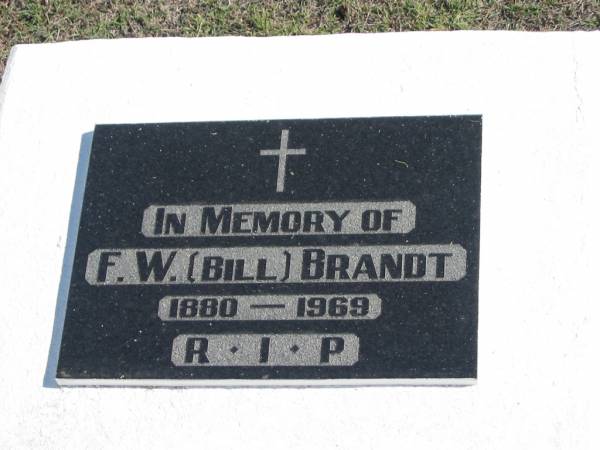 IN MEMORY OF
F. W. (BILL) BRANDT
1880 — 1969
R · I · P